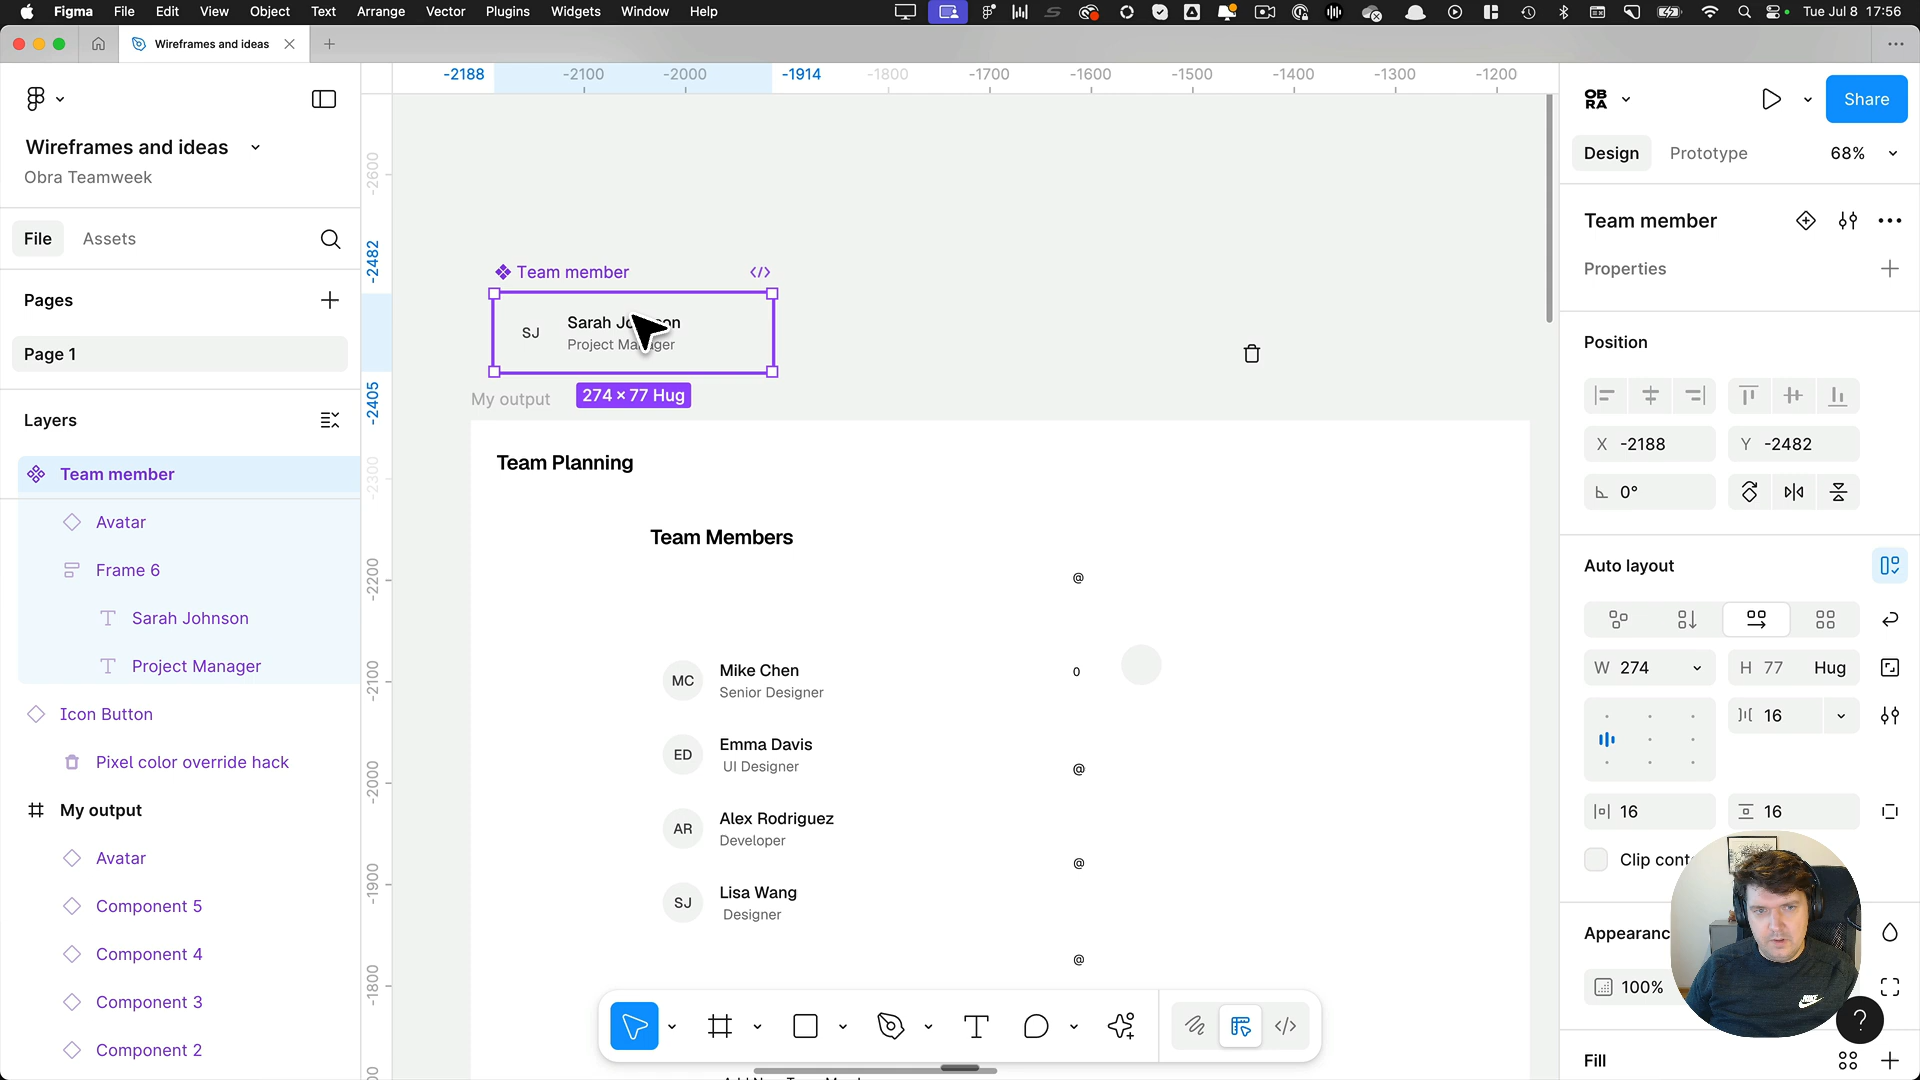 Figma File Edit View Object Text Arrange Vector Plugins Widgets Window Help
Tue Jul 8 17:56
Wireframes and ideas
-2188 -2100 -2000 -1914 -1800 -1700 -1600 -1500 -1400 -1300 -1200
Wireframes and ideas
Obra Teamweek
File Assets
Pages
Page 1
Layers
Team member
Avatar
Frame 6
Sarah Johnson
Project Manager
Icon Button
Pixel color override hack
My output
Avatar
Component 5
Component 4
Component 3
Component 2
-2600
-2482
-2405
-2300
-2200
-2100
-2000
-1900
-1800
Team member
</>
SJ
Project Manager
274 × 77 Hug
My output
Team Planning
Team Members
@
MC
Mike Chen
Senior Designer
0
ED
Emma Davis
UI Designer
@
AR
Alex Rodriguez
Developer
@
SJ
Lisa Wang
Designer
@
OB
RA
Share
Design Prototype 68%
Team member
Properties
Position
X -2188 Y -2482
0°
Auto layout
W 274 H 77 Hug
16
16 16
Clip cont
Appearanc
100%
?
Fill